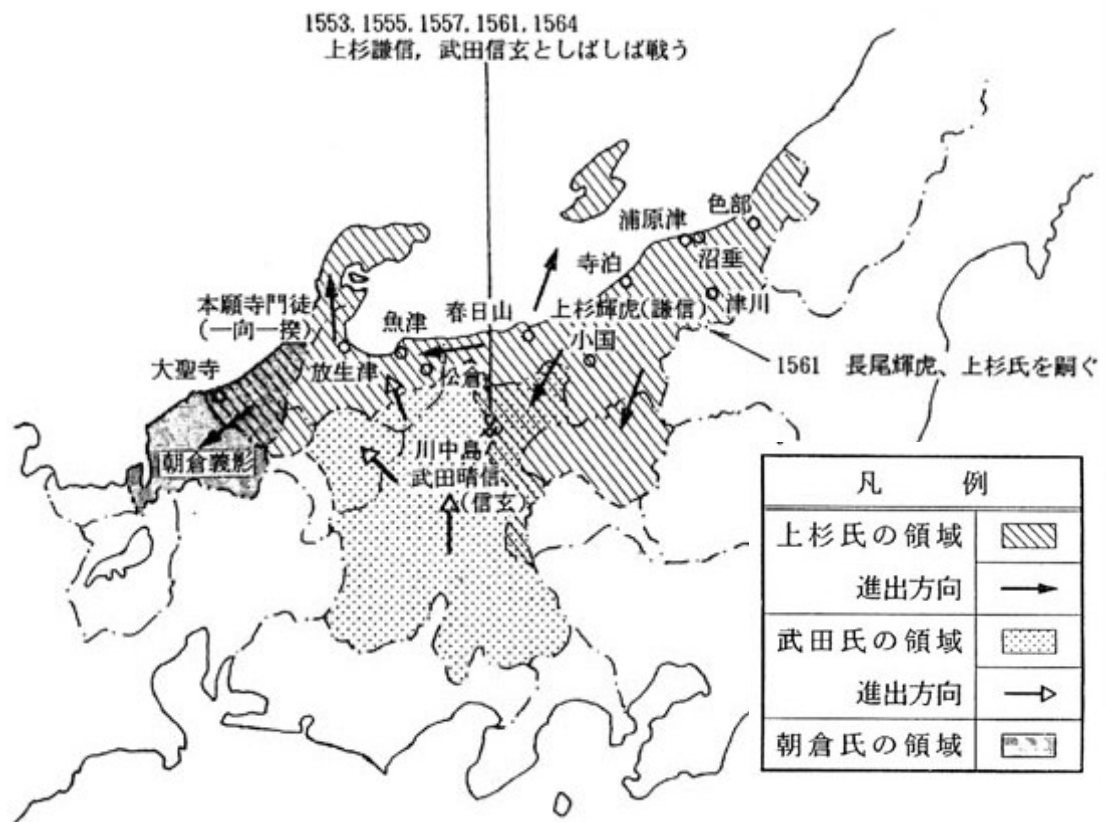 1553, 1555, 1557, 1561, 1564
上杉謙信, 武田信玄としばしば戦う
色部
浦原津
沼垂
寺泊
津川
本願寺門徒
(一向一揆)
魚津
春日山
上杉輝虎(謙信)
小国
大聖寺
放生津
松倉
1561 長尾輝虎、上杉氏を嗣ぐ
朝倉義影
川中島
武田晴信
(信玄)
凡 例
上杉氏の領域
進出方向
武田氏の領域
進出方向
朝倉氏の領域